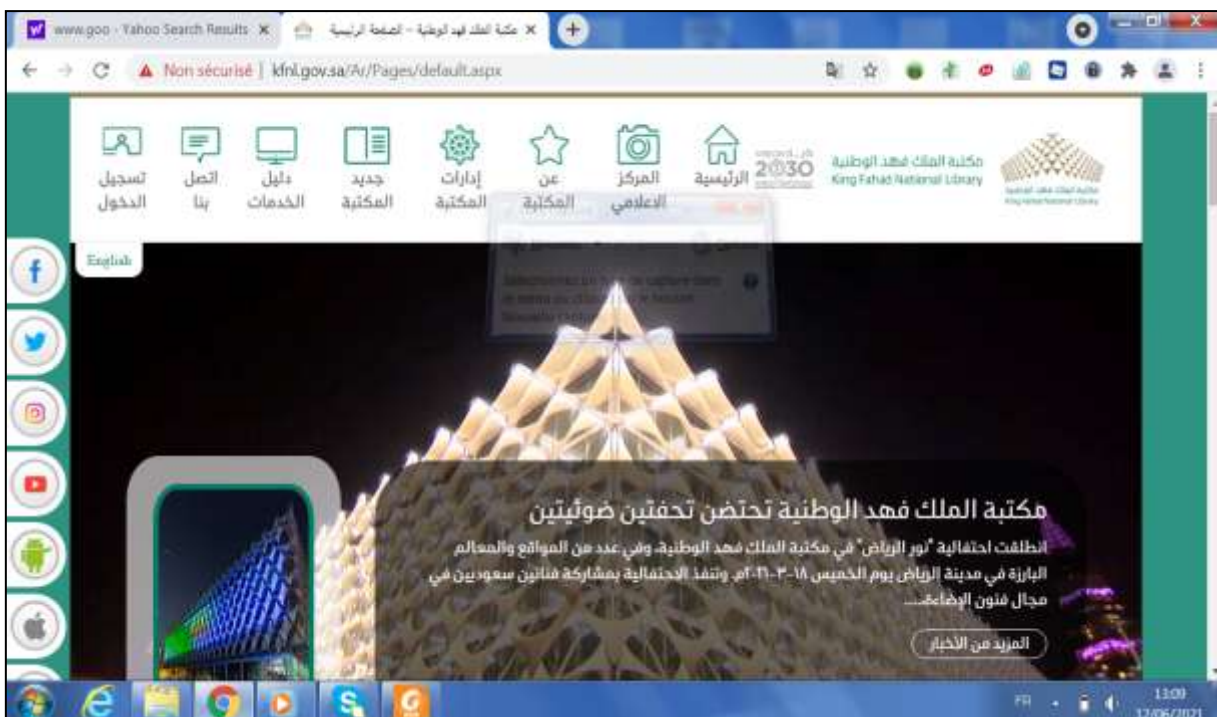 www.goo - Yahoo Search Results
مكتبة الملك فهد الوطنية - الصفحة الرئيسية
Non sécurisé | kfnl.gov.sa/Ar/Pages/default.aspx
مكتبة الملك فهد الوطنية
King Fahad National Library
2030
الرئيسية
المركز الاعلامي
عن المكتبة
إدارات المكتبة
جديد المكتبة
دليل الخدمات
اتصل بنا
تسجيل الدخول
English
مكتبة الملك فهد الوطنية تحتضن تحفتين ضوئيتين
انطلقت احتفالية "نور الرياض" في مكتبة الملك فهد الوطنية، وفي عدد من المواقع والمعالم
البارزة في مدينة الرياض يوم الخميس ١٨-٣-٢٠٢١م، وتنفذ الاحتفالية بمشاركة فنانين سعوديين في
مجال فنون الإضاءة.....
المزيد من الأخبار
FR
13:09
12/06/2021